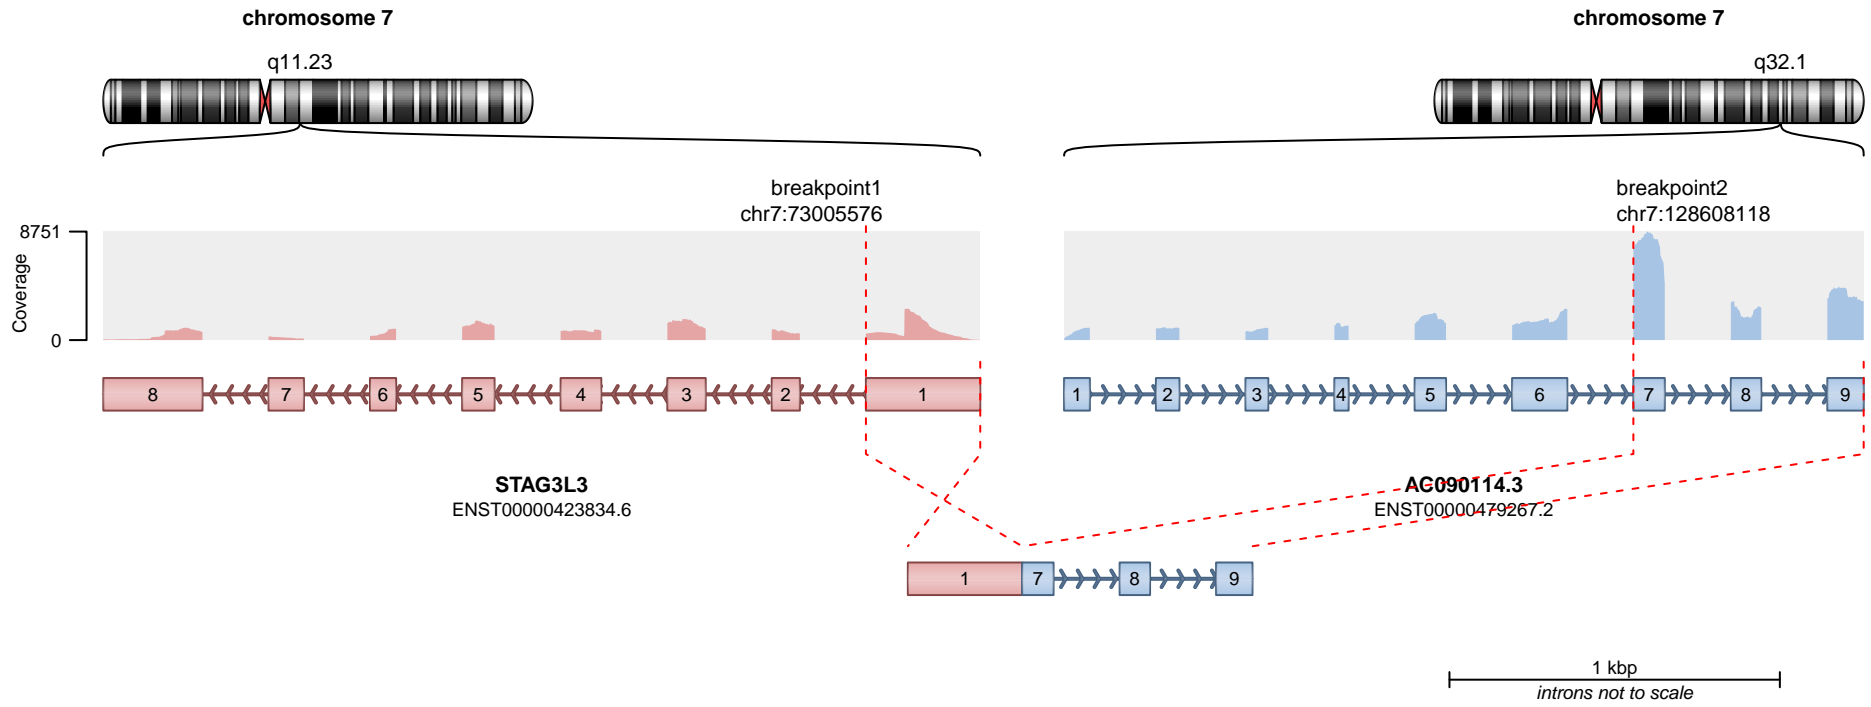 chromosome 7
chromosome 7
q11.23
q32.1
breakpoint1
chr7:73005576
breakpoint2
chr7:128608118
8751
0
Coverage
8 7 6 5 4 3 2 1
1 2 3 4 5 6 7 8 9
STAG3L3
ENST00000423834.6
AC090114.3
ENST00000479267.2
1 7 8 9
1 kbp
introns not to scale